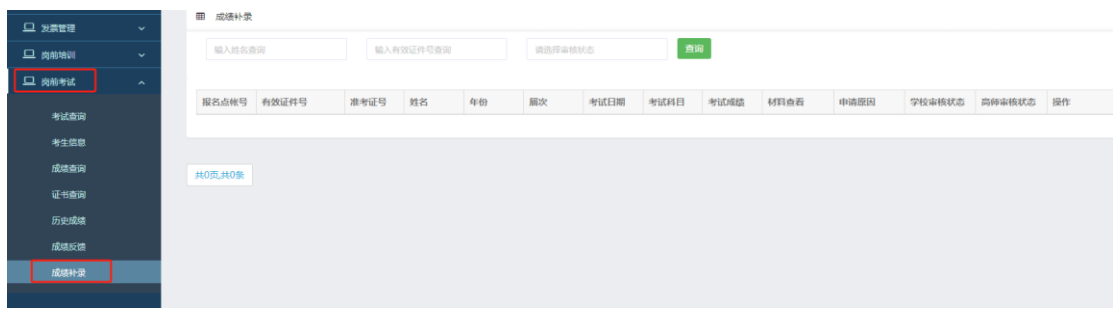 发票管理
岗前培训
岗前考试
考试查询
考生信息
成绩查询
证书查询
历史成绩
成绩反馈
成绩补录
成绩补录
输入姓名查询 输入有效证件号查询 请选择审核状态 查询
报名点帐号 有效证件号 准考证号 姓名 年份 届次 考试日期 考试科目 考试成绩 材料查看 申请原因 学校审核状态 高师审核状态 操作
共0页,共0条